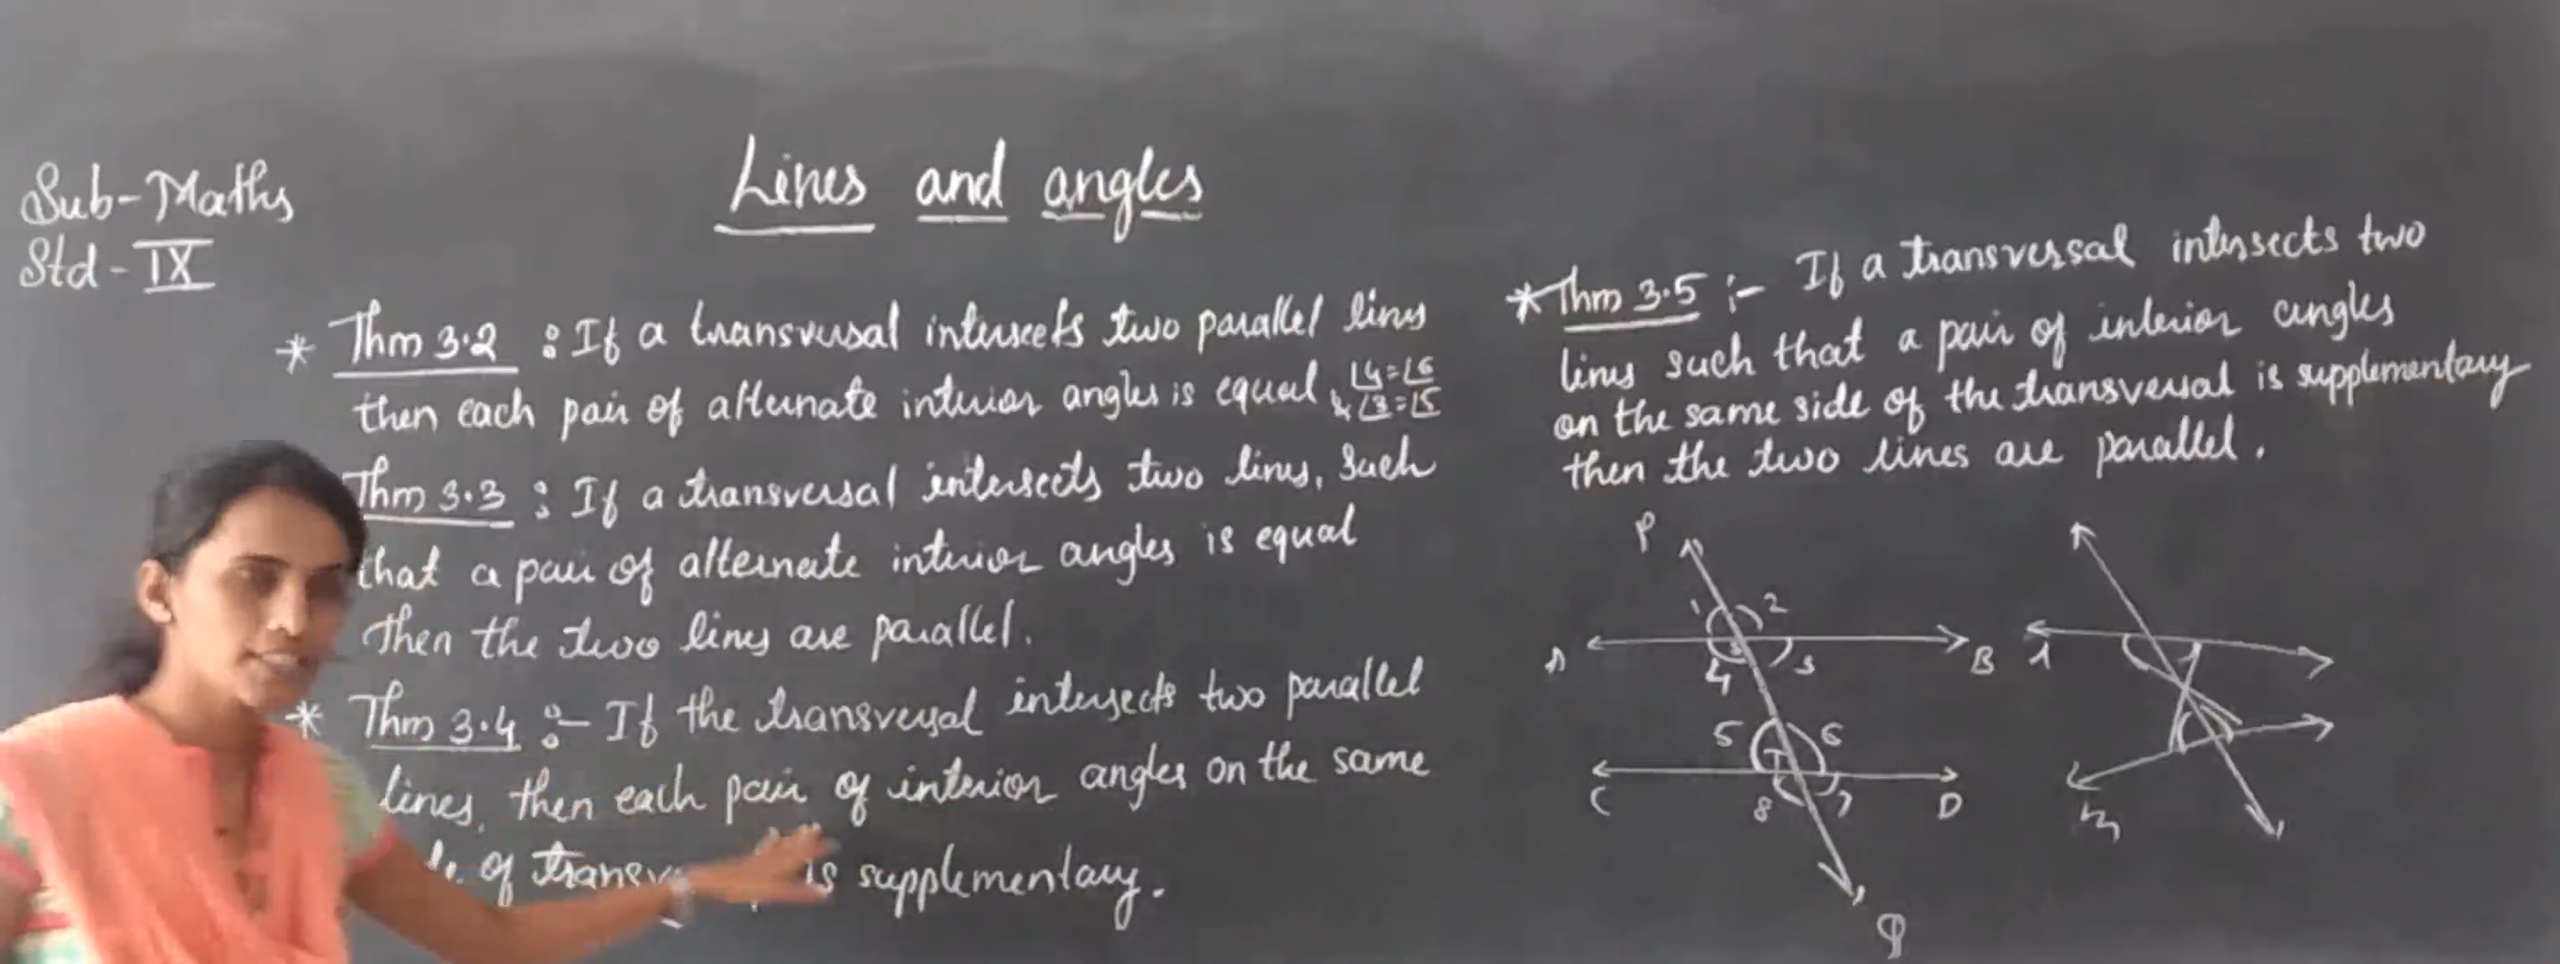 Sub-Maths
Std-IX
Lines and angles
* Thm 3.2 : If a transversal intersects two parallel lines
then each pair of alternate interior angles is equal, ∠4=∠6
& ∠3=∠5
Thm 3.3 : If a transversal intersects two lines, such
that a pair of alternate interior angles is equal
then the two lines are parallel.
* Thm 3.4 :- If the transversal intersects two parallel
lines, then each pair of interior angles on the same
of is supplementary.
* Thm 3.5 :- If a transversal intersects two
lines such that a pair of interior angles
on the same side of the transversal is supplementary
then the two lines are parallel.
P
1 2
A B
4 3
5 6
C D
8 7
Q
m